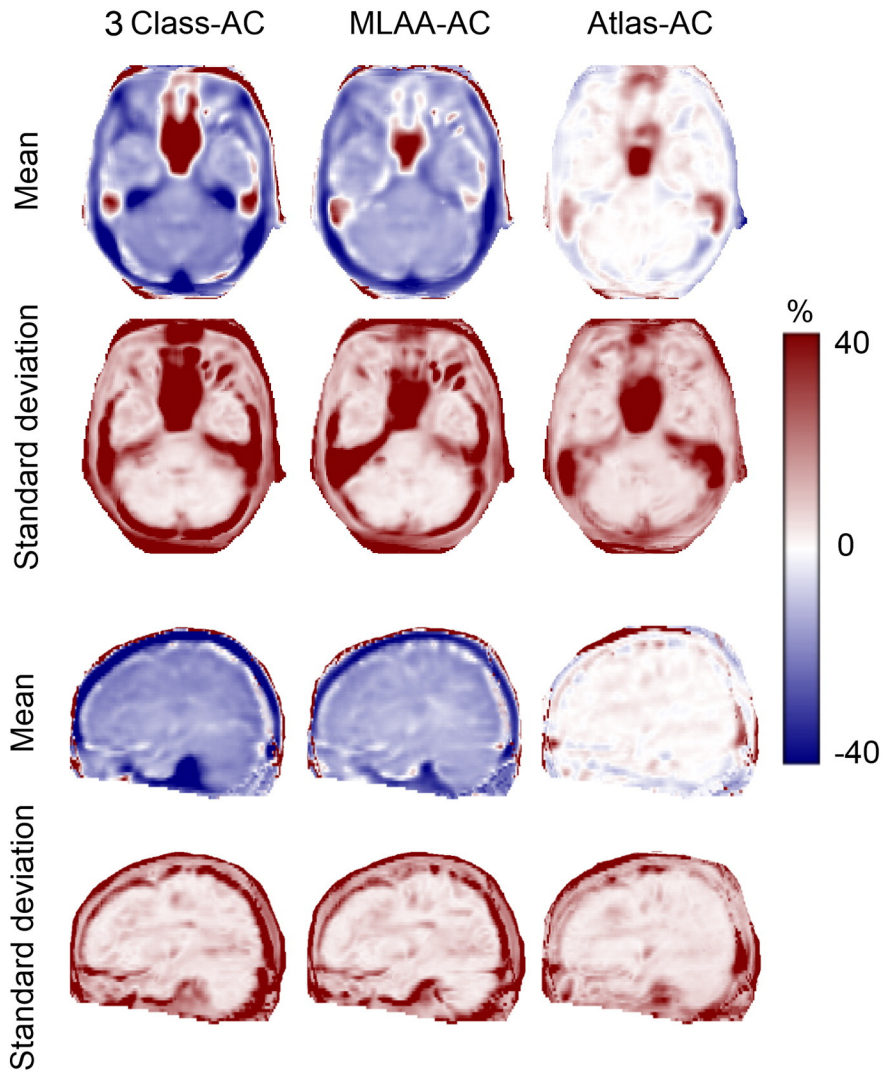 3 Class-AC MLAA-AC Atlas-AC
Mean
Standard deviation
%
40
0
-40
Mean
Standard deviation